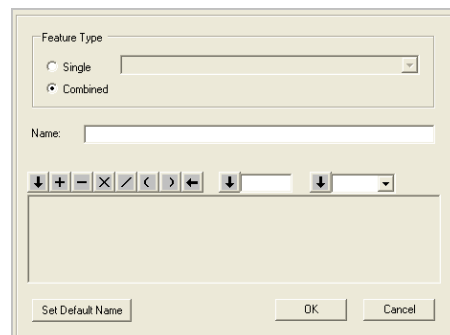 Feature Type
Single
Combined
Name:
+ − × / ( )
Set Default Name OK Cancel